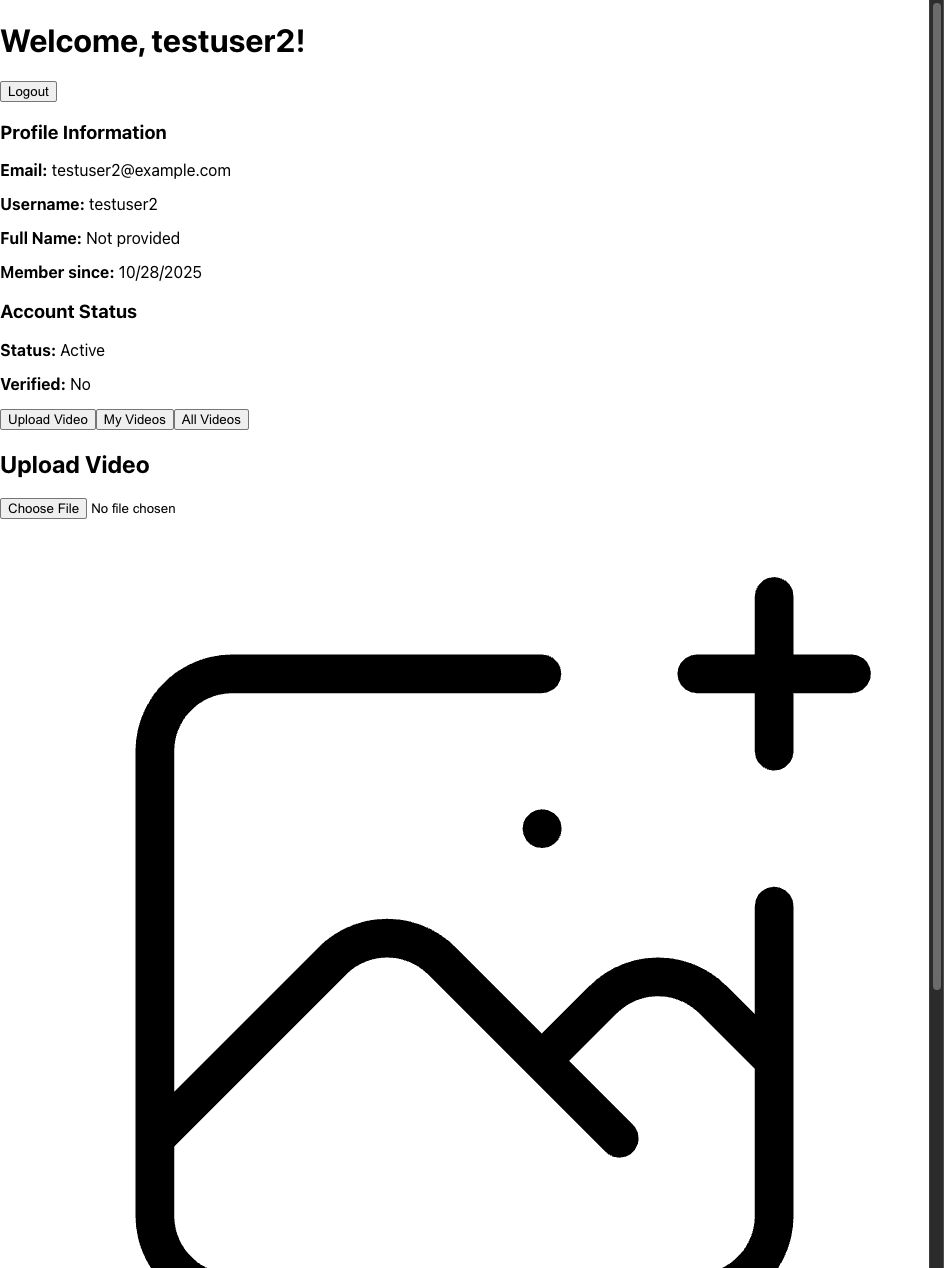 Welcome, testuser2!
Logout
Profile Information
Email: testuser2@example.com
Username: testuser2
Full Name: Not provided
Member since: 10/28/2025
Account Status
Status: Active
Verified: No
Upload Video My Videos All Videos
Upload Video
Choose File No file chosen